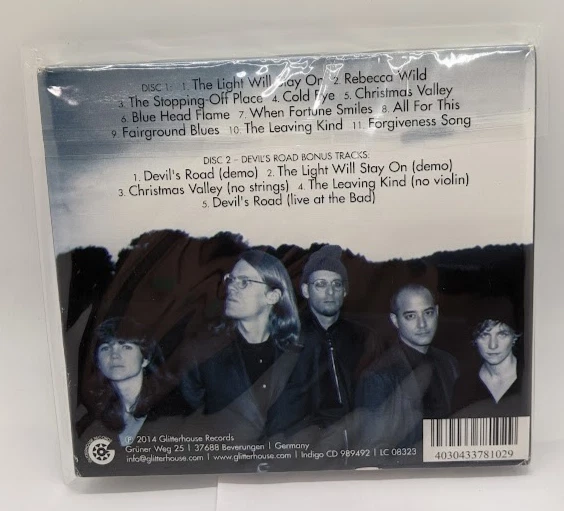 DISC 1: 1. The Light Will Stay On 2. Rebecca Wild
3. The Stopping-Off Place 4. Cold Eye 5. Christmas Valley
6. Blue Head Flame 7. When Fortune Smiles 8. All For This
9. Fairground Blues 10. The Leaving Kind 11. Forgiveness Song
DISC 2 – DEVIL'S ROAD BONUS TRACKS:
1. Devil's Road (demo) 2. The Light Will Stay On (demo)
3. Christmas Valley (no strings) 4. The Leaving Kind (no violin)
5. Devil's Road (live at the Bad)
℗ 2014 Glitterhouse Records
Grüner Weg 25 | 37688 Beverungen | Germany
info@glitterhouse.com | www.glitterhouse.com | Indigo CD 989492 | LC 08323
4030433781029